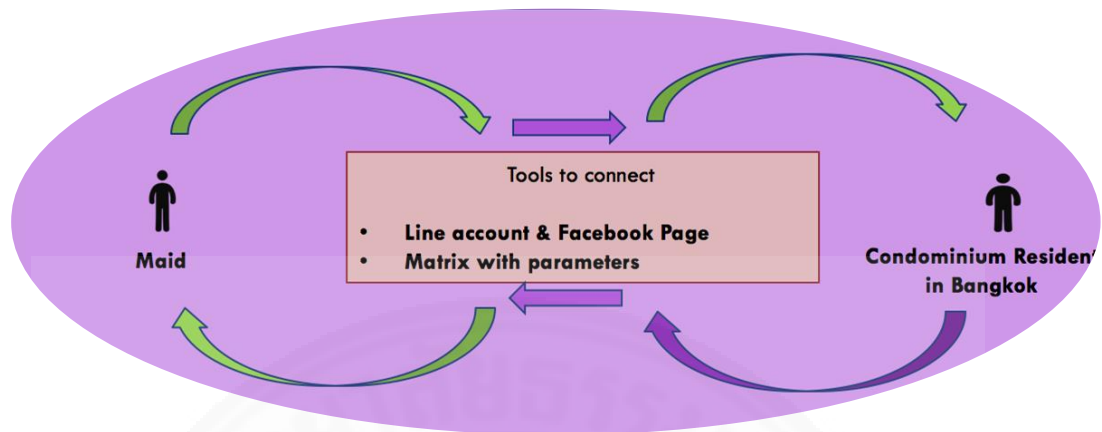 Tools to connect
• Line account & Facebook Page
• Matrix with parameters
Maid
Condominium Resident
in Bangkok